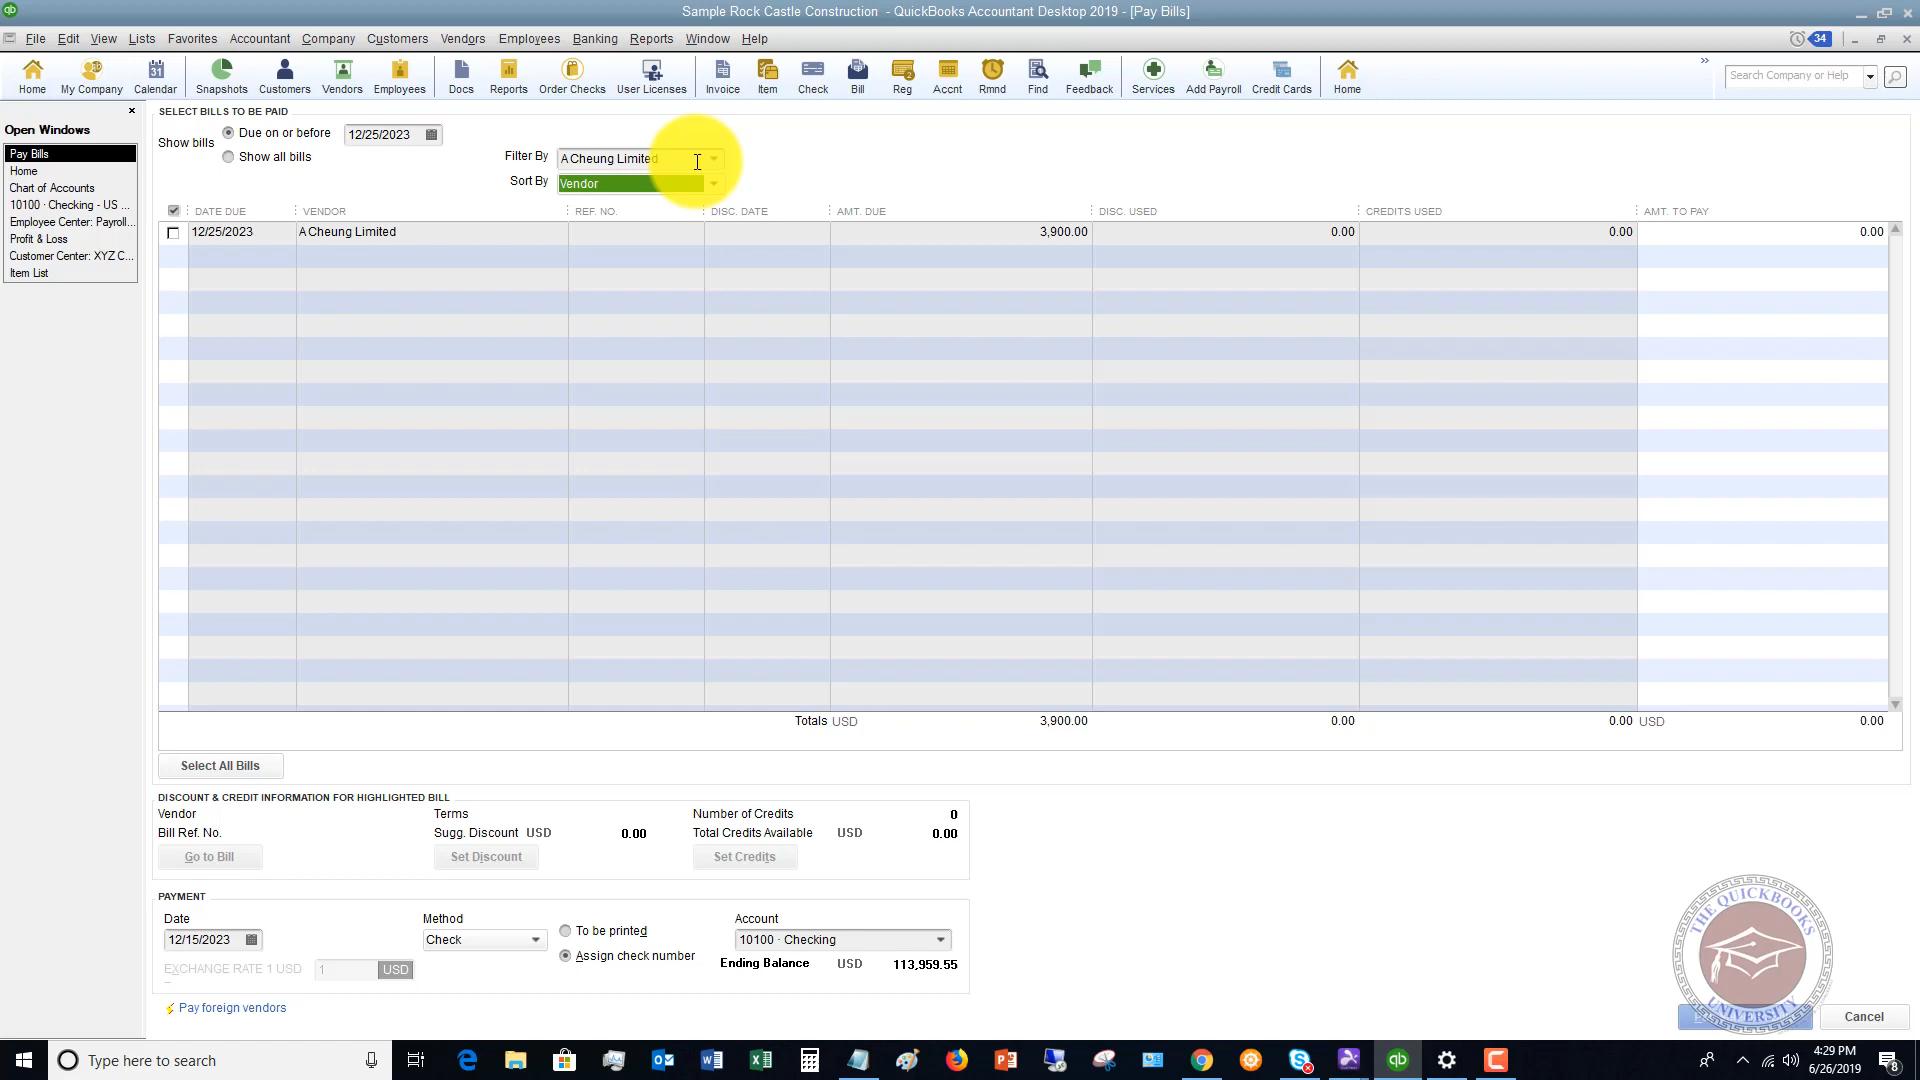 Sample Rock Castle Construction - QuickBooks Accountant Desktop 2019 - [Pay Bills]
File Edit View Lists Favorites Accountant Company Customers Vendors Employees Banking Reports Window Help
34
Home My Company Calendar Snapshots Customers Vendors Employees Docs Reports Order Checks User Licenses Invoice Item Check Bill Reg Accnt Rmnd Find Feedback Services Add Payroll Credit Cards Home
Search Company or Help
Open Windows
Pay Bills
Home
Chart of Accounts
10100 · Checking - US ...
Employee Center: Payroll...
Profit & Loss
Customer Center: XYZ C...
Item List
SELECT BILLS TO BE PAID
Show bills
Due on or before 12/25/2023
Show all bills
Filter By A Cheung Limited
Sort By Vendor
DATE DUE VENDOR REF. NO. DISC. DATE AMT. DUE DISC. USED CREDITS USED AMT. TO PAY
12/25/2023 A Cheung Limited 3,900.00 0.00 0.00 0.00
Totals USD 3,900.00 0.00 0.00 USD 0.00
Select All Bills
DISCOUNT & CREDIT INFORMATION FOR HIGHLIGHTED BILL
Vendor Terms Number of Credits 0
Bill Ref. No. Sugg. Discount USD 0.00 Total Credits Available USD 0.00
Go to Bill Set Discount Set Credits
PAYMENT
Date Method Account
12/15/2023 Check To be printed 10100 · Checking
Assign check number Ending Balance USD 113,959.55
EXCHANGE RATE 1 USD 1 USD
Pay foreign vendors
THE QUICKBOOKS UNIVERSITY
Cancel
Type here to search
4:29 PM
6/26/2019
8